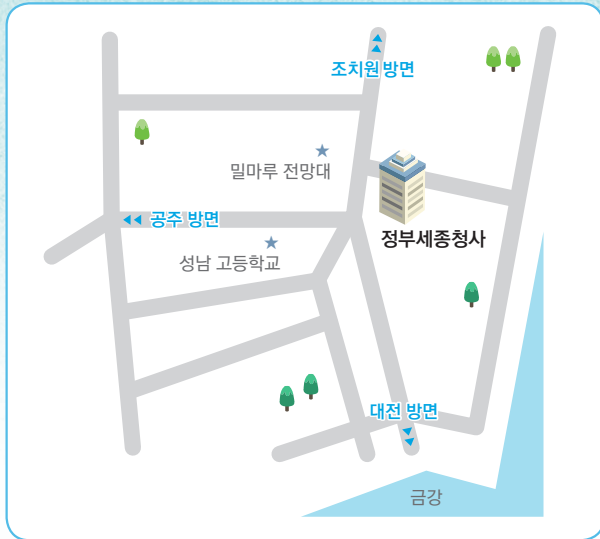 조치원 방면
밀마루 전망대
공주 방면
정부세종청사
성남 고등학교
대전 방면
금강